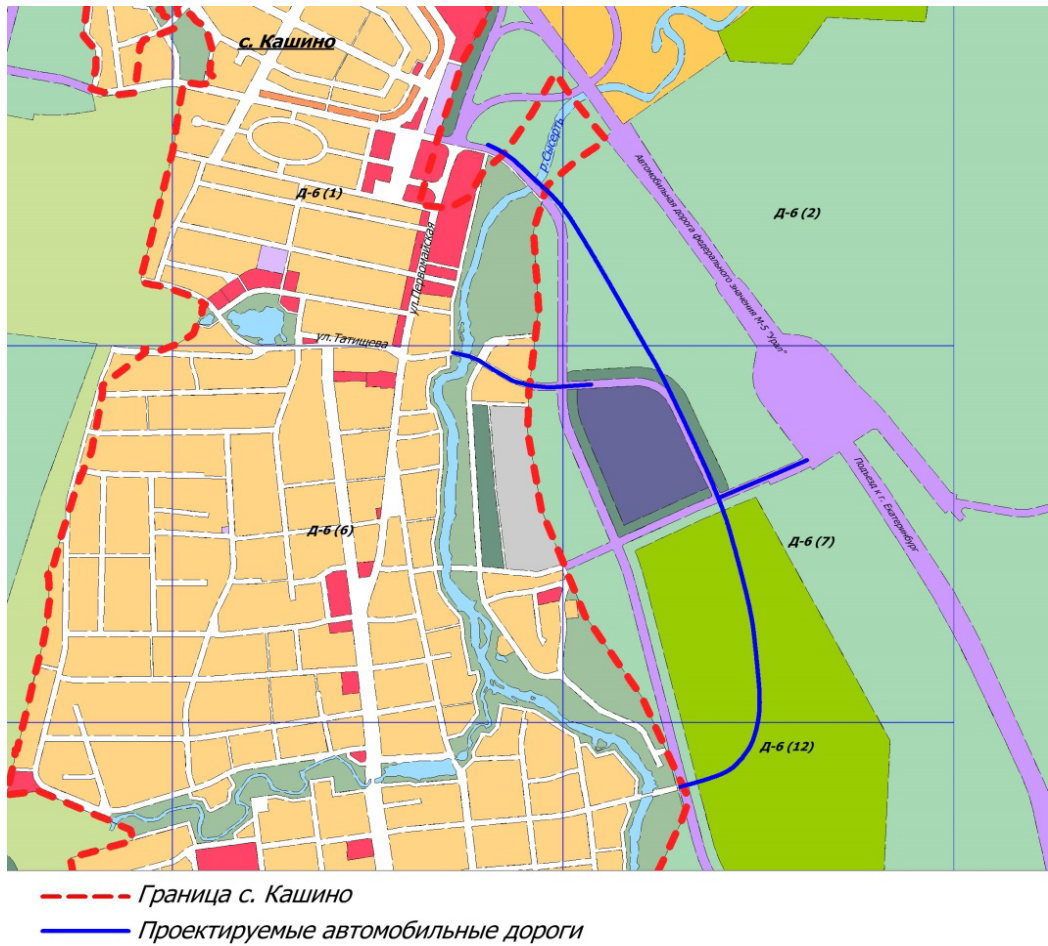 с. Кашино
р.Сысерть
Автомобильная дорога федерального значения М-5 "Урал"
Д-6 (1)
Д-6 (2)
ул.Первомайская
ул.Татищева
Подъезд к г. Екатеринбург
Д-6 (6)
Д-6 (7)
Д-6 (12)
Граница с. Кашино
Проектируемые автомобильные дороги